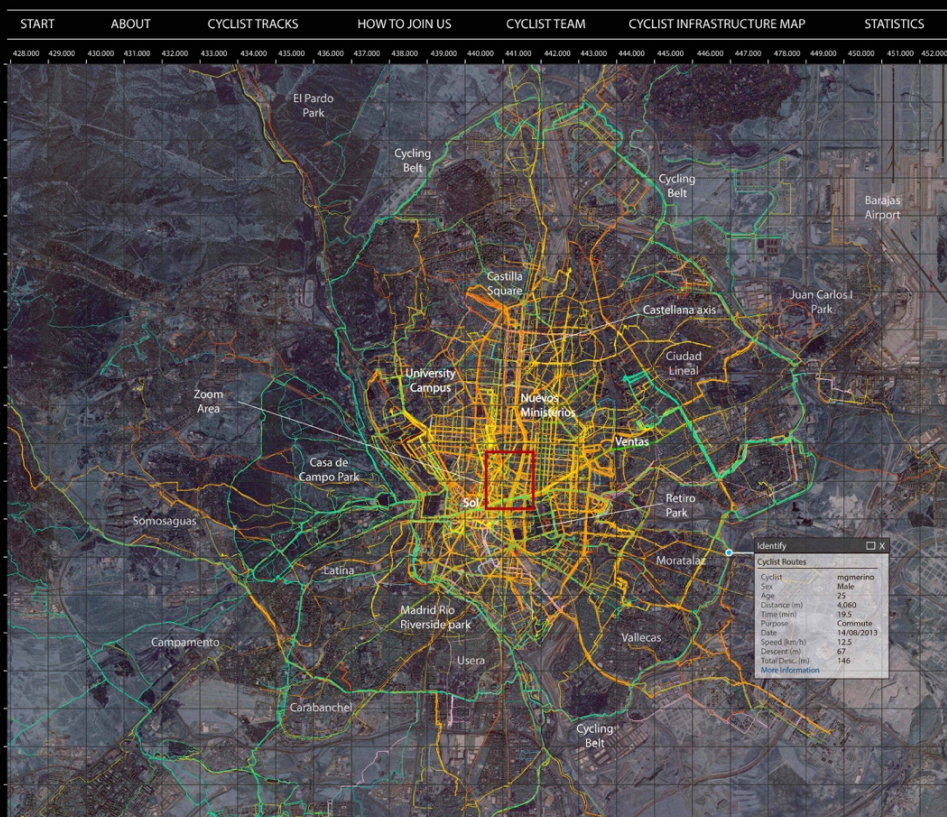 START ABOUT CYCLIST TRACKS HOW TO JOIN US CYCLIST TEAM CYCLIST INFRASTRUCTURE MAP STATISTICS
428.000 429.000 430.000 431.000 432.000 433.000 434.000 435.000 436.000 437.000 438.000 439.000 440.000 441.000 442.000 443.000 444.000 445.000 446.000 447.000 478.000 449.000 450.000 451.000 452.000
El Pardo
Park
Cycling
Belt
Cycling
Belt
Barajas
Airport
Castilla
Square
Juan Carlos I
Park
Castellana axis
Ciudad
Lineal
University
Campus
Zoom
Area
Nuevos
Ministerios
Ventas
Casa de
Campo Park
Sol
Retiro
Park
Somosaguas
Moratalaz
Latina
Identify X
Cyclist Routes
Cyclist mgmerino
Sex Male
Age 25
Distance (m) 4,060
Time (min) 19.5
Purpose Commute
Date 14/08/2013
Speed (km/h) 12.5
Descent (m) 67
Total Desc. (m) 146
More Information
Madrid Río
Riverside park
Vallecas
Campamento
Usera
Carabanchel
Cycling
Belt